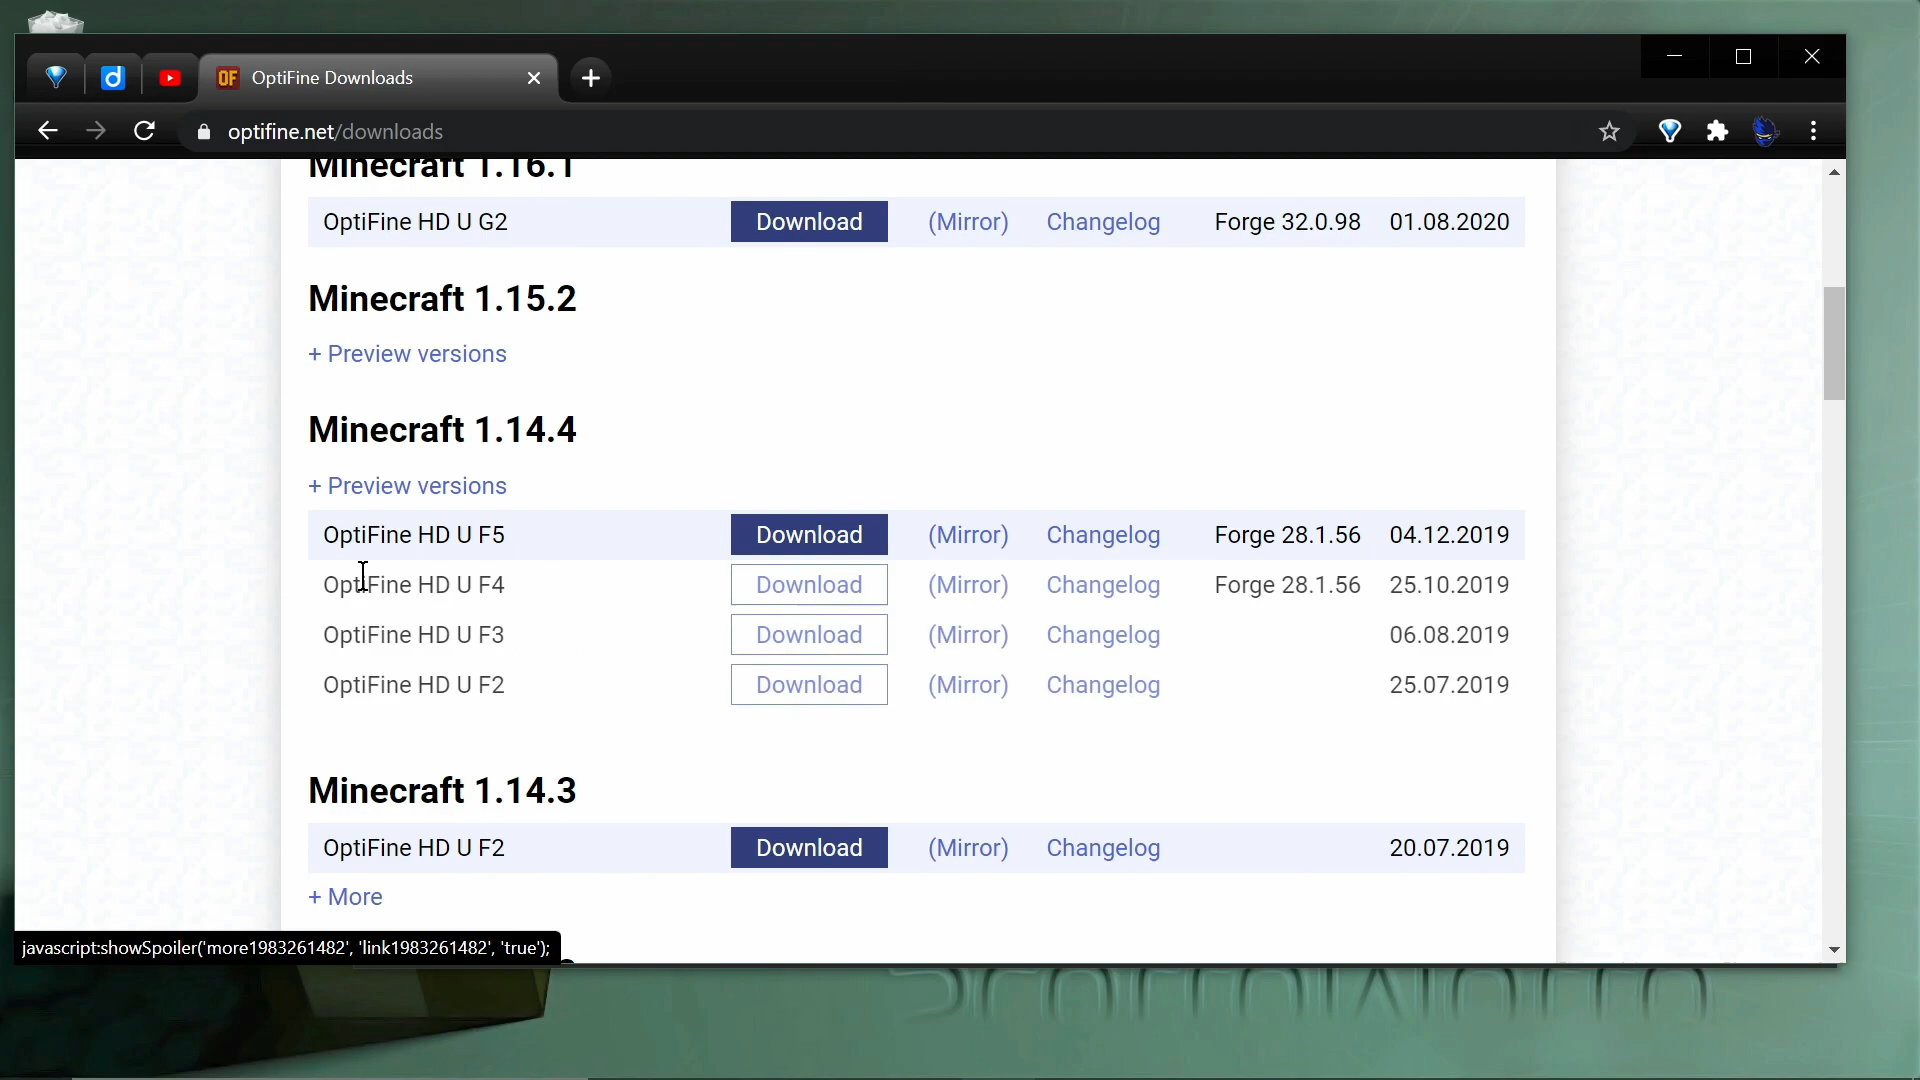 OptiFine Downloads
optifine.net/downloads
Minecraft 1.16.1
OptiFine HD U G2 Download (Mirror) Changelog Forge 32.0.98 01.08.2020
Minecraft 1.15.2
+ Preview versions
Minecraft 1.14.4
+ Preview versions
OptiFine HD U F5 Download (Mirror) Changelog Forge 28.1.56 04.12.2019
OptiFine HD U F4 Download (Mirror) Changelog Forge 28.1.56 25.10.2019
OptiFine HD U F3 Download (Mirror) Changelog 06.08.2019
OptiFine HD U F2 Download (Mirror) Changelog 25.07.2019
Minecraft 1.14.3
OptiFine HD U F2 Download (Mirror) Changelog 20.07.2019
+ More
javascript:showSpoiler('more1983261482', 'link1983261482', 'true');